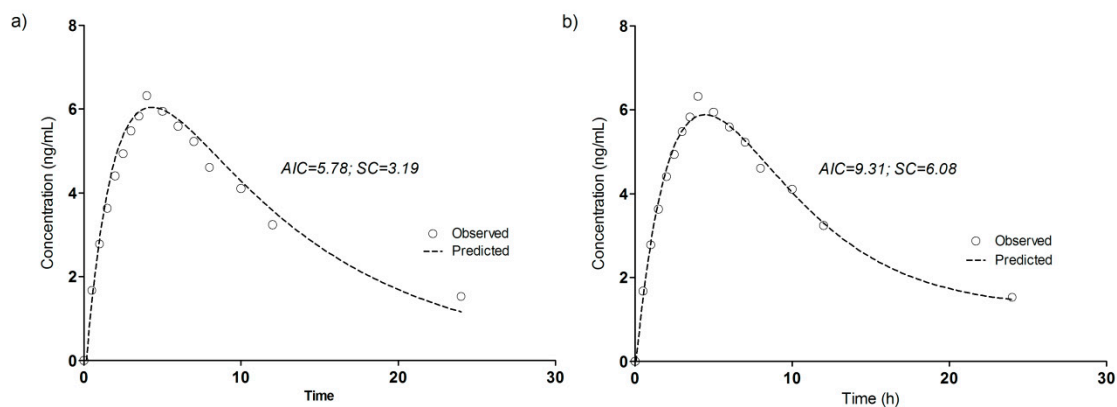 a)
Concentration (ng/mL)
8
6
4
2
0
AIC=5.78; SC=3.19
Observed
Predicted
0 10 20 30
Time
b)
Concentration (ng/mL)
8
6
4
2
0
AIC=9.31; SC=6.08
Observed
Predicted
0 10 20 30
Time (h)